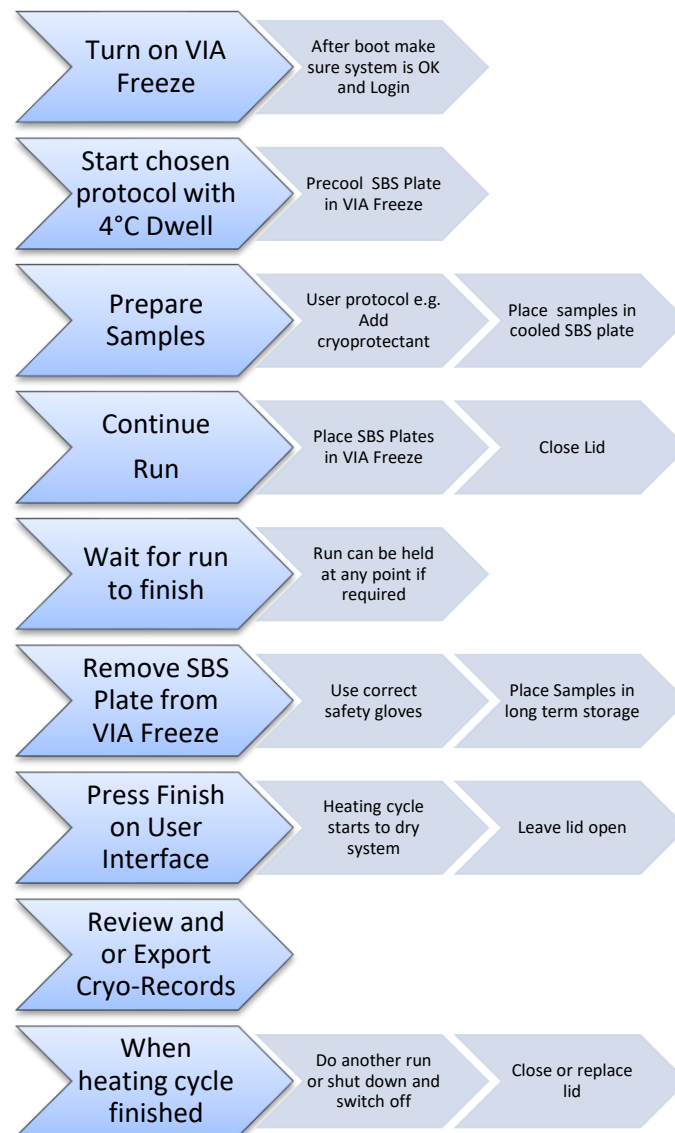 Turn on VIA
Freeze
After boot make
sure system is OK
and Login
Start chosen
protocol with
4°C Dwell
Precool SBS Plate
in VIA Freeze
Prepare
Samples
User protocol e.g.
Add
cryoprotectant
Place samples in
cooled SBS plate
Continue
Run
Place SBS Plates
in VIA Freeze
Close Lid
Wait for run
to finish
Run can be held
at any point if
required
Remove SBS
Plate from
VIA Freeze
Use correct
safety gloves
Place Samples in
long term storage
Press Finish
on User
Interface
Heating cycle
starts to dry
system
Leave lid open
Review and
or Export
Cryo-Records
When
heating cycle
finished
Do another run
or shut down and
switch off
Close or replace
lid